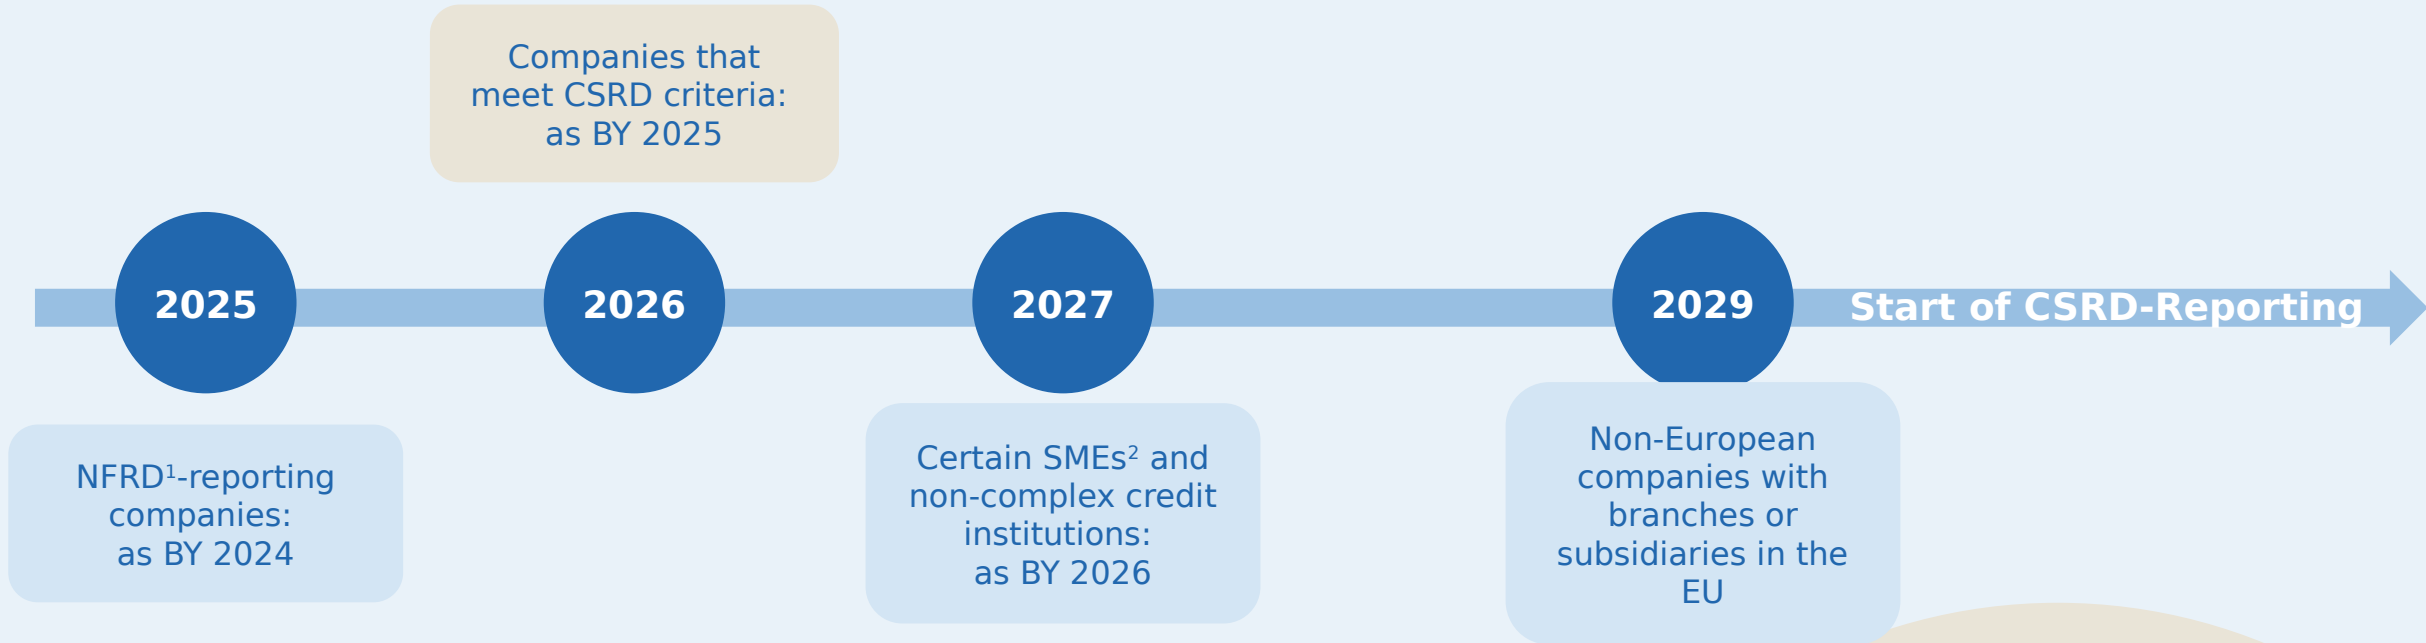 Companies that
meet CSRD criteria:
as BY 2025
2025
2026
2027
2029
Start of CSRD-Reporting
NFRD¹-reporting
companies:
as BY 2024
Certain SMEs² and
non-complex credit
institutions:
as BY 2026
Non-European
companies with
branches or
subsidiaries in the
EU